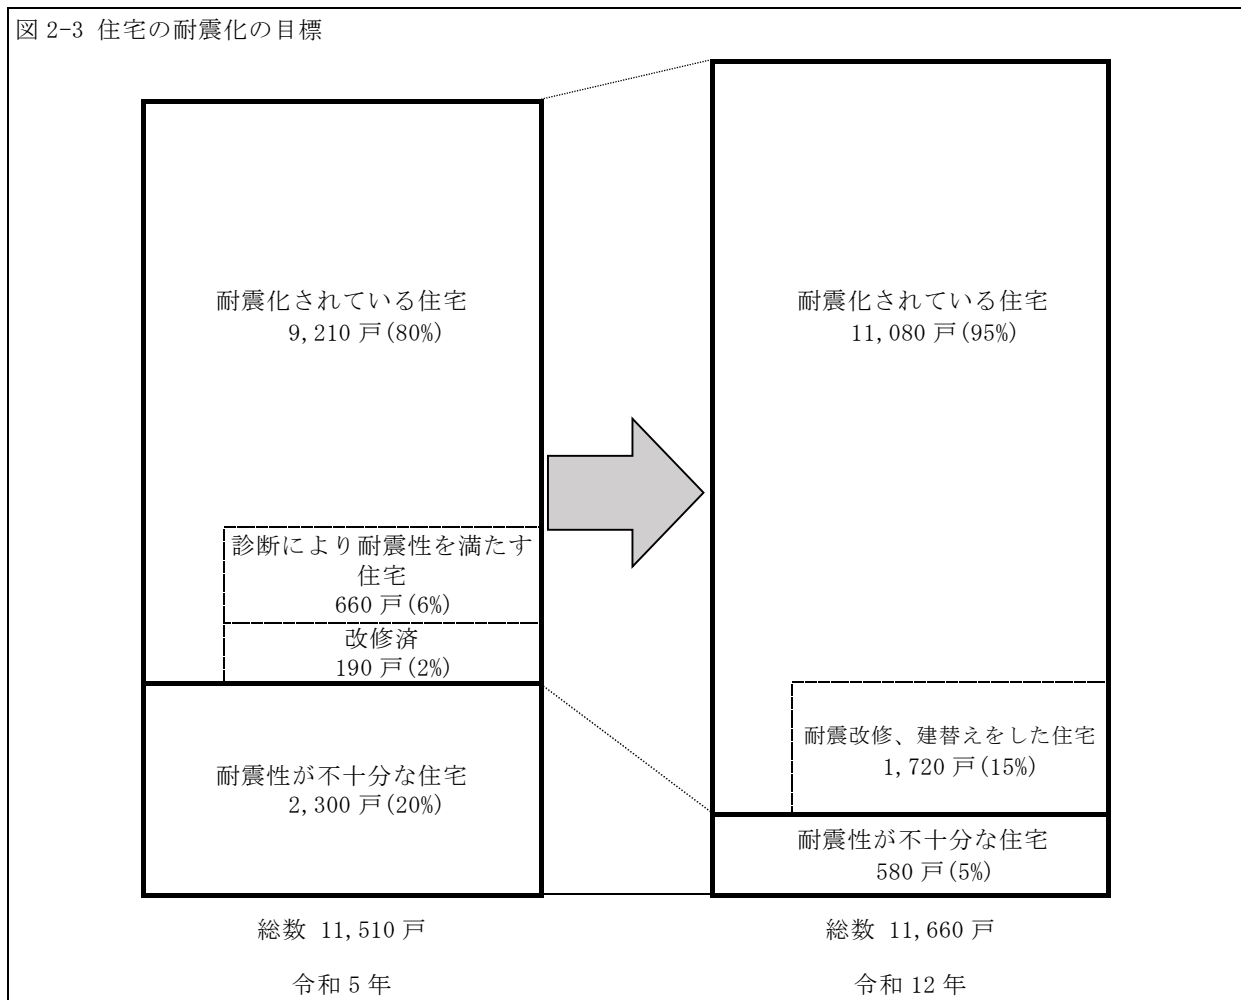 図 2-3 住宅の耐震化の目標
耐震化されている住宅
9,210 戸(80%)
診断により耐震性を満たす
住宅
660 戸(6%)
改修済
190 戸(2%)
耐震性が不十分な住宅
2,300 戸(20%)
総数 11,510 戸
令和 5 年
耐震化されている住宅
11,080 戸(95%)
耐震改修、建替えをした住宅
1,720 戸(15%)
耐震性が不十分な住宅
580 戸(5%)
総数 11,660 戸
令和 12 年